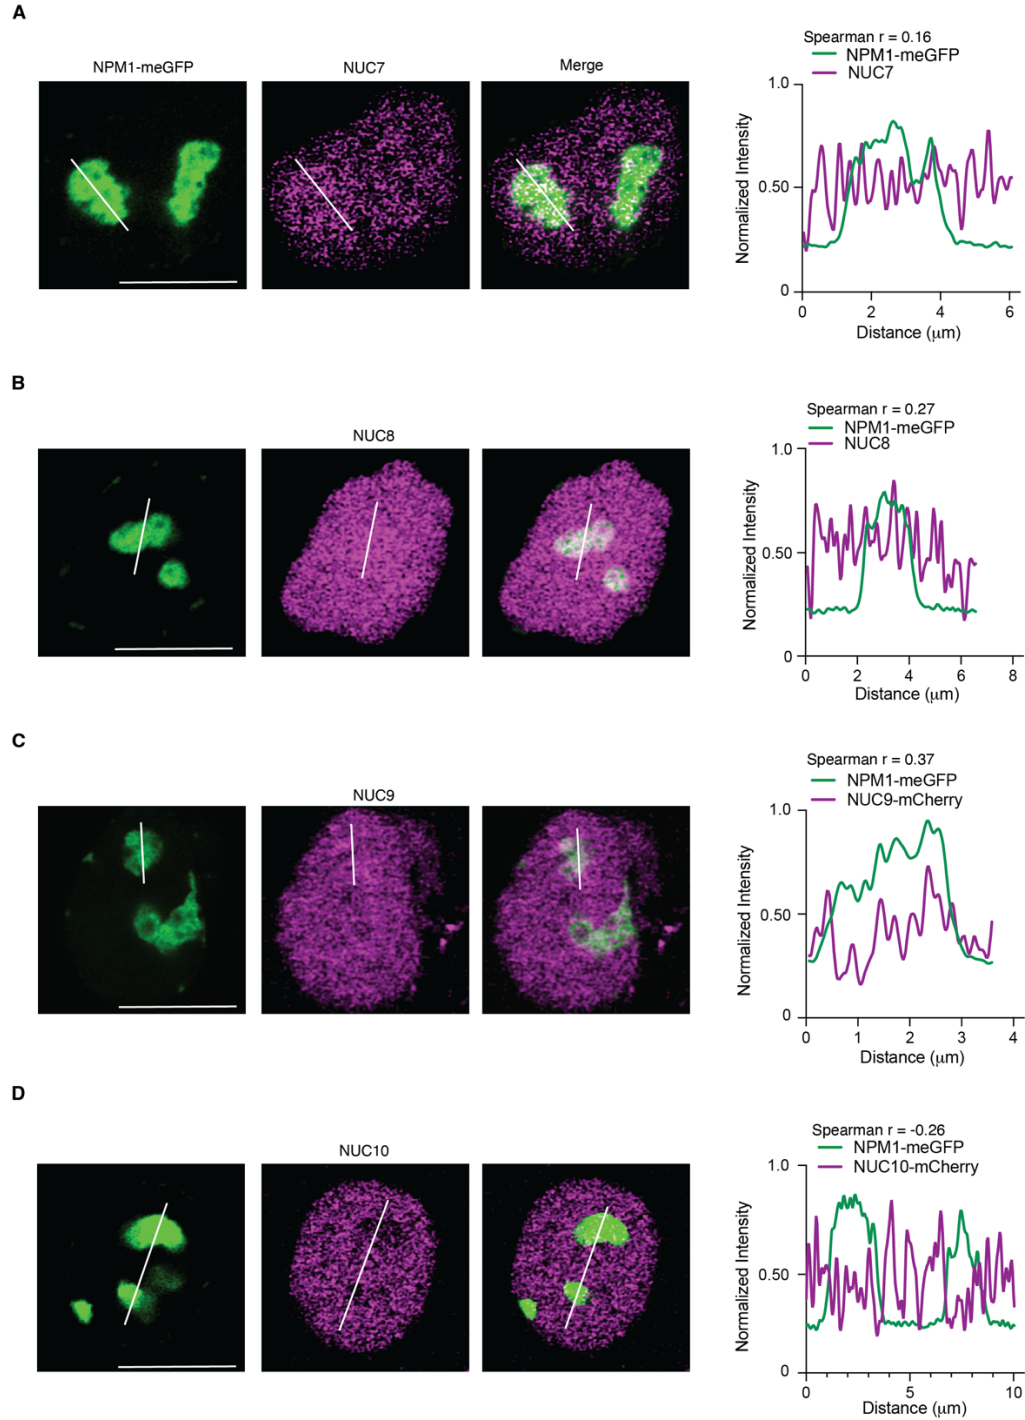 A
NPM1-meGFP
NUC7
Merge
Spearman r = 0.16
NPM1-meGFP
NUC7
1.0
0.50
0
Normalized Intensity
0 2 4 6
Distance (μm)
B
NUC8
Spearman r = 0.27
NPM1-meGFP
NUC8
1.0
0.50
0
Normalized Intensity
0 2 4 6 8
Distance (μm)
C
NUC9
Spearman r = 0.37
NPM1-meGFP
NUC9-mCherry
1.0
0.50
0
Normalized Intensity
0 1 2 3 4
Distance (μm)
D
NUC10
Spearman r = -0.26
NPM1-meGFP
NUC10-mCherry
1.0
0.50
0
Normalized Intensity
0 5 10
Distance (μm)